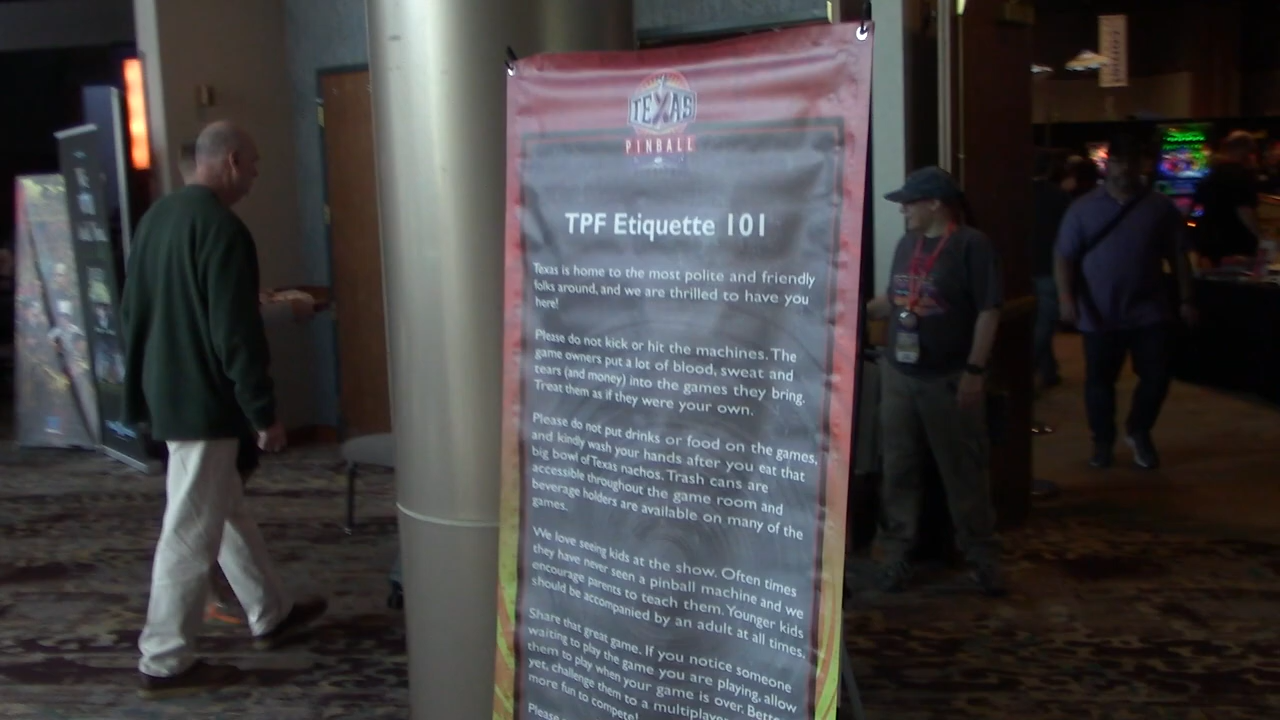 TEXAS
PINBALL
TPF Etiquette 101
Texas is home to the most polite and friendly
folks around, and we are thrilled to have you
here!
Please do not kick or hit the machines. The
game owners put a lot of blood, sweat and
tears (and money) into the games they bring.
Treat them as if they were your own.
Please do not put drinks or food on the games,
and kindly wash your hands after you eat that
big bowl of Texas nachos. Trash cans are
accessible throughout the game room and
beverage holders are available on many of the
games.
We love seeing kids at the show. Often times
they have never seen a pinball machine and we
encourage parents to teach them. Younger kids
should be accompanied by an adult at all times.
Share that great game. If you notice someone
waiting to play the game you are playing, allow
them to play when your game is over. Better
yet, challenge them to a multiplayer
more fun to compete!
Please